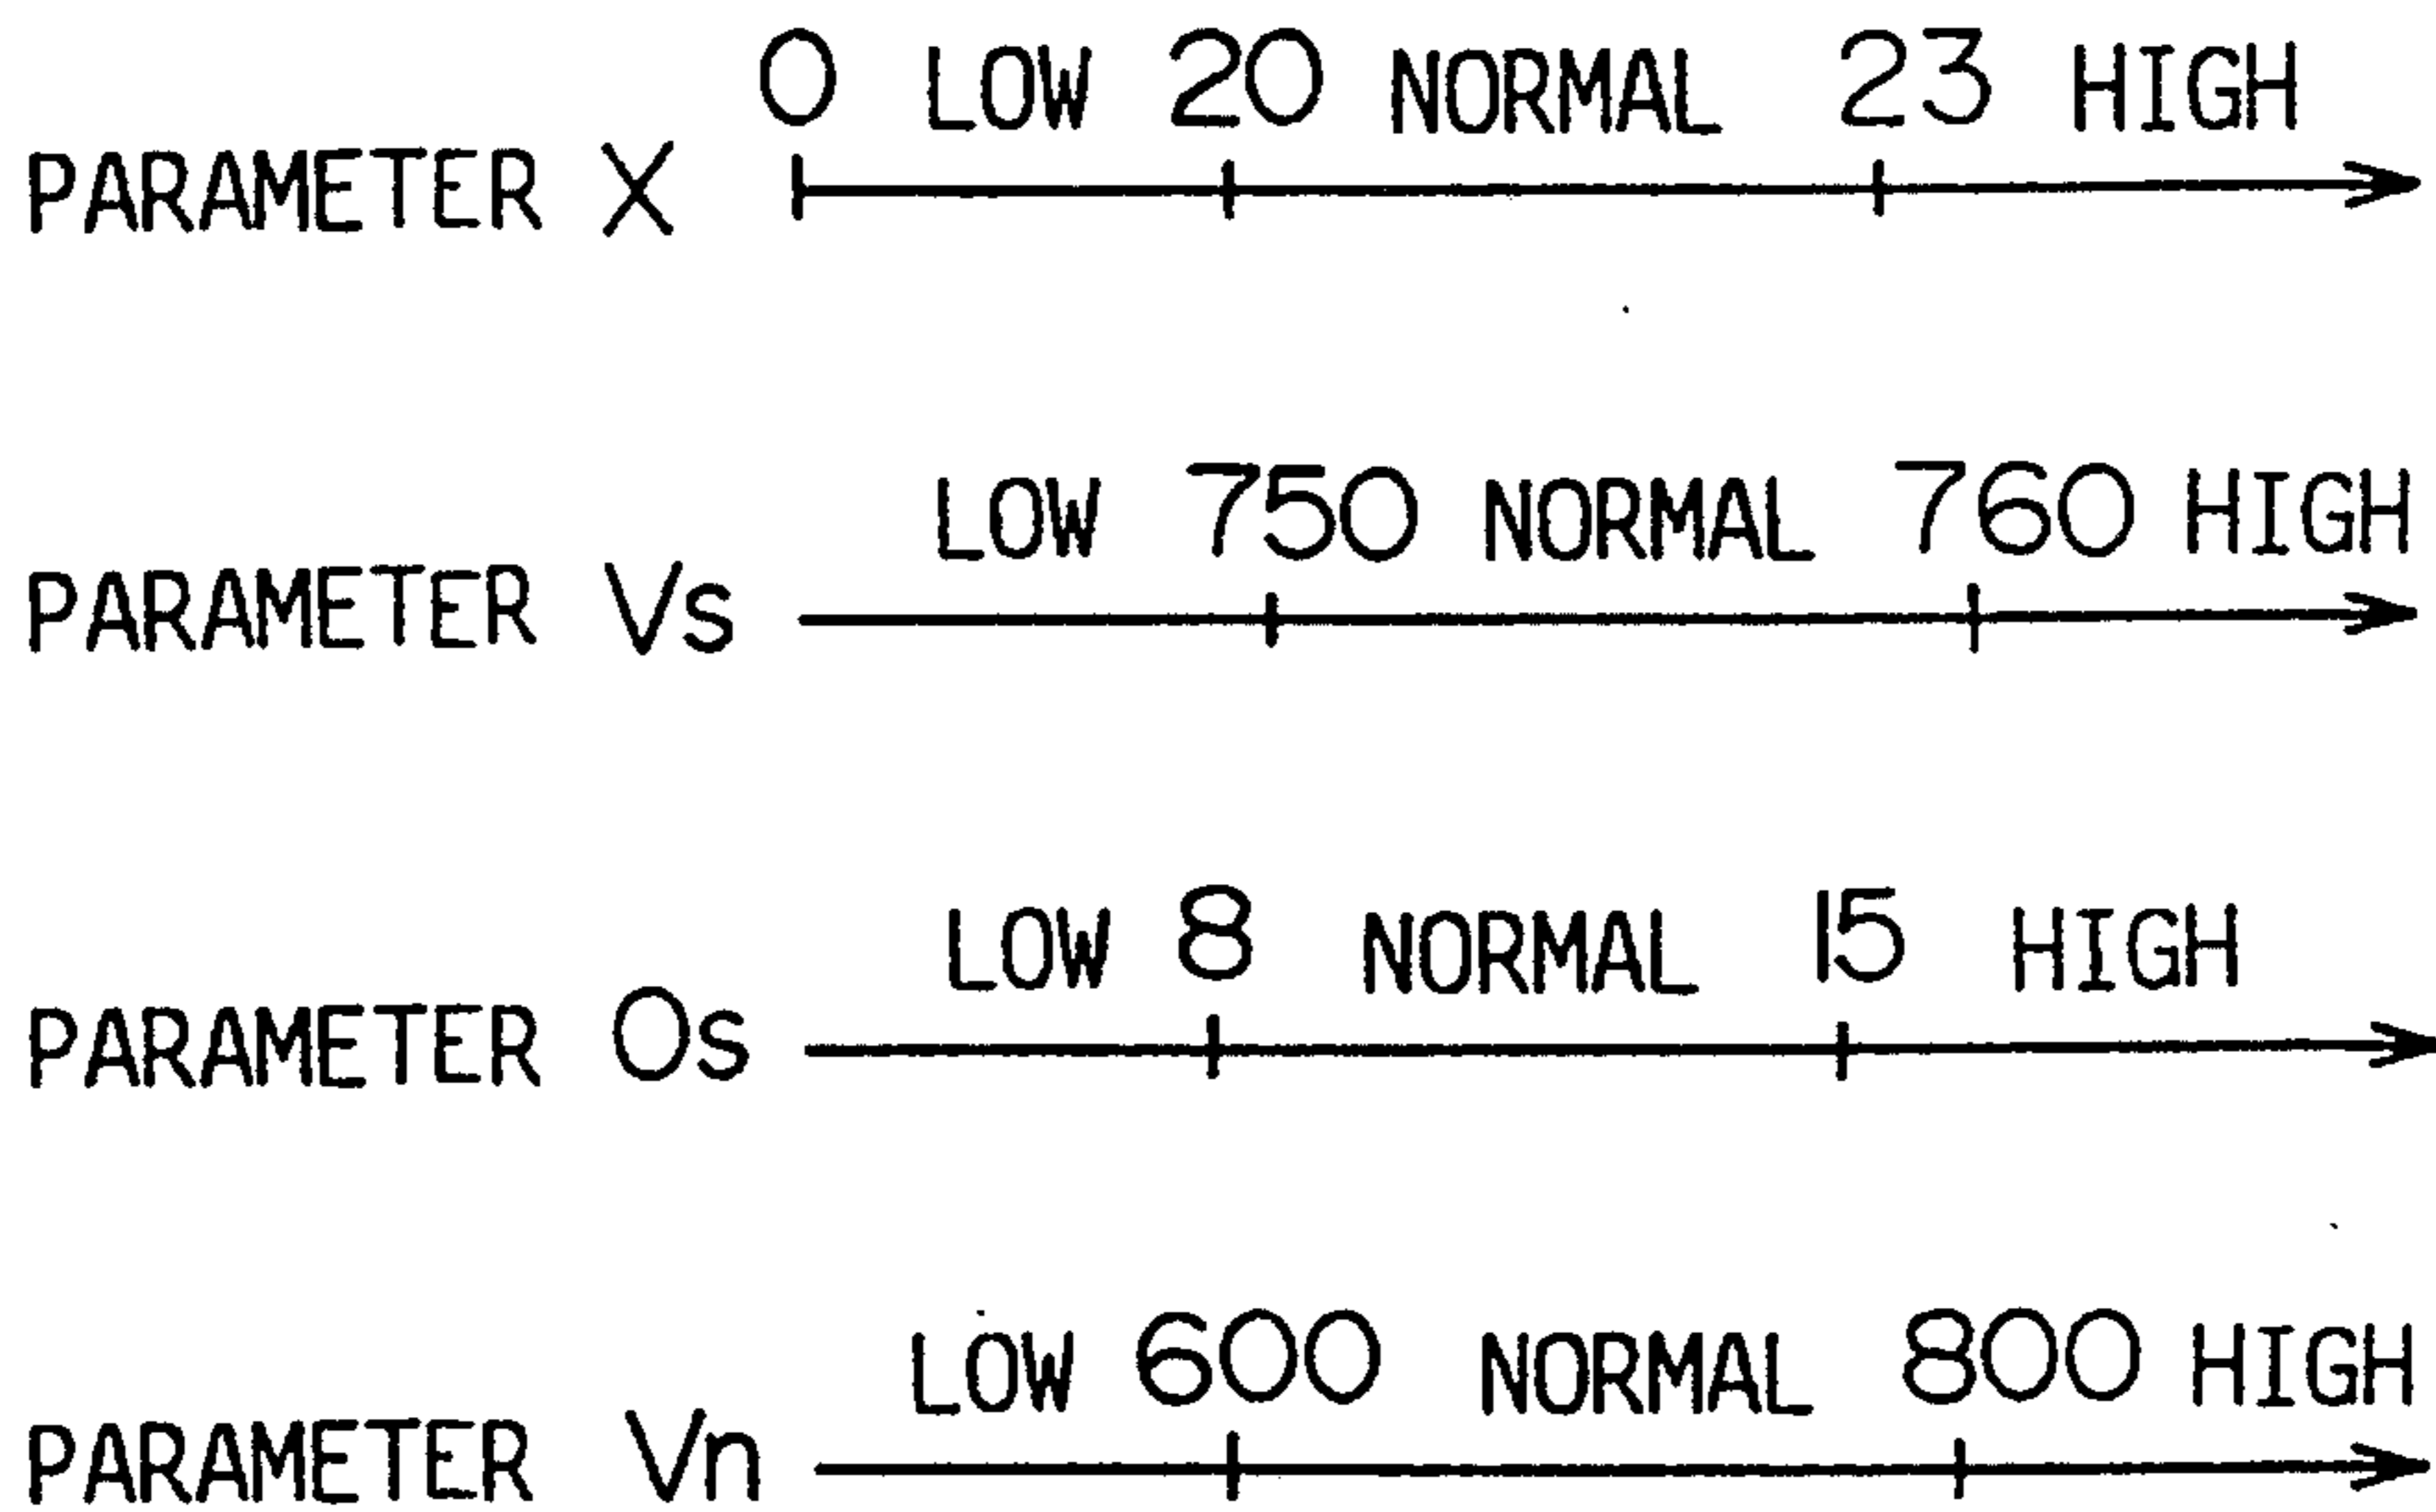 0 LOW 20 NORMAL 23 HIGH
PARAMETER X
LOW 750 NORMAL 760 HIGH
PARAMETER Vs
LOW 8 NORMAL 15 HIGH
PARAMETER Os
LOW 600 NORMAL 800 HIGH
PARAMETER Vn